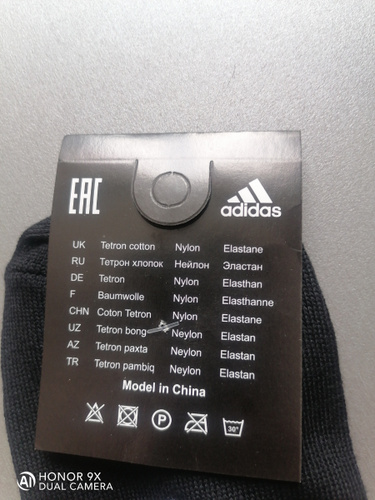 EAC
adidas
UK Tetron cotton Nylon Elastane
RU Тетрон хлопок Нейлон Эластан
DE Tetron Nylon Elasthan
F Baumwolle Nylon Elasthanne
CHN Coton Tetron Nylon Elastane
UZ Tetron bong Neylon Elastan
AZ Tetron paxta Neylon Elastan
TR Tetron pambiq Neylon Elastan
Model in China
P 30°
HONOR 9X
DUAL CAMERA